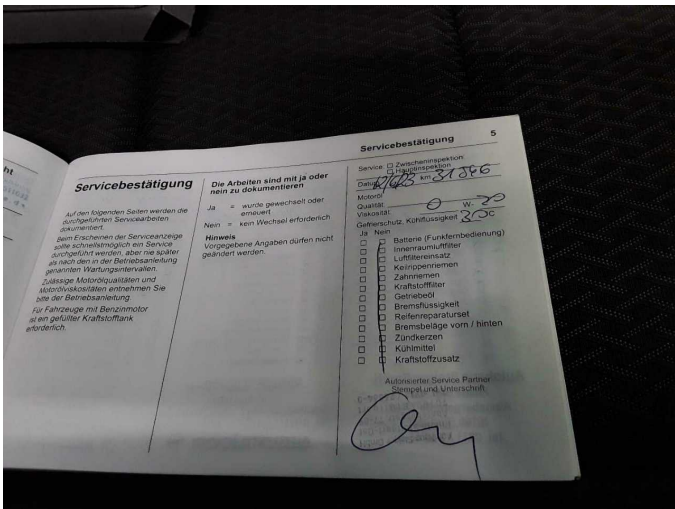 ht
Servicebestätigung
Auf den folgenden Seiten werden die
durchgeführten Servicearbeiten
dokumentiert.
Beim Erscheinen der Serviceanzeige
sollte schnellstmöglich ein Service
durchgeführt werden, aber nie später
als nach den in der Betriebsanleitung
genannten Wartungsintervallen.
Zulässige Motorölqualitäten und
Motorölviskositäten entnehmen Sie
bitte der Betriebsanleitung.
Für Fahrzeuge mit Benzinmotor
ist ein gefüllter Kraftstofftank
erforderlich.
Die Arbeiten sind mit ja oder
nein zu dokumentieren
Ja = wurde gewechselt oder
erneuert
Nein = kein Wechsel erforderlich
Hinweis
Vorgegebene Angaben dürfen nicht
geändert werden.
Servicebestätigung 5
Service: Zwischeninspektion
Hauptinspektion
Datum km 31846
Motoröl
Qualität:
Viskosität: 0 W- 20
Gefrierschutz, Kühlflüssigkeit 30 C
Ja Nein
Batterie (Funkfernbedienung)
Innenraumluftfilter
Luftfiltereinsatz
Keilrippenriemen
Zahnriemen
Kraftstofffilter
Getriebeöl
Bremsflüssigkeit
Reifenreparaturset
Bremsbeläge vorn / hinten
Zündkerzen
Kühlmittel
Kraftstoffzusatz
Autorisierter Service Partner
Stempel und Unterschrift